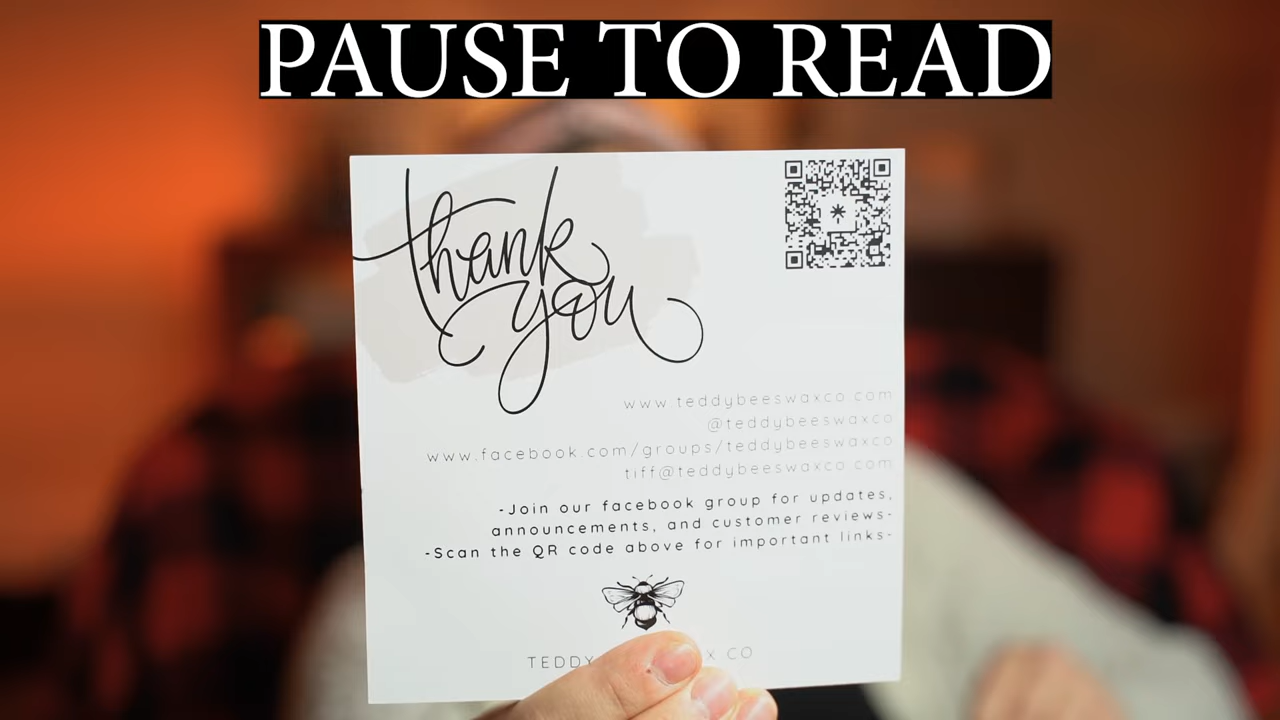 PAUSE TO READ
thank
you
www.teddybeeswaxco.com
@teddybeeswaxco
www.facebook.com/groups/teddybeeswaxco
tiff@teddybeeswaxco.com
-Join our facebook group for updates,
announcements, and customer reviews-
-Scan the QR code above for important links-
TEDDY CO